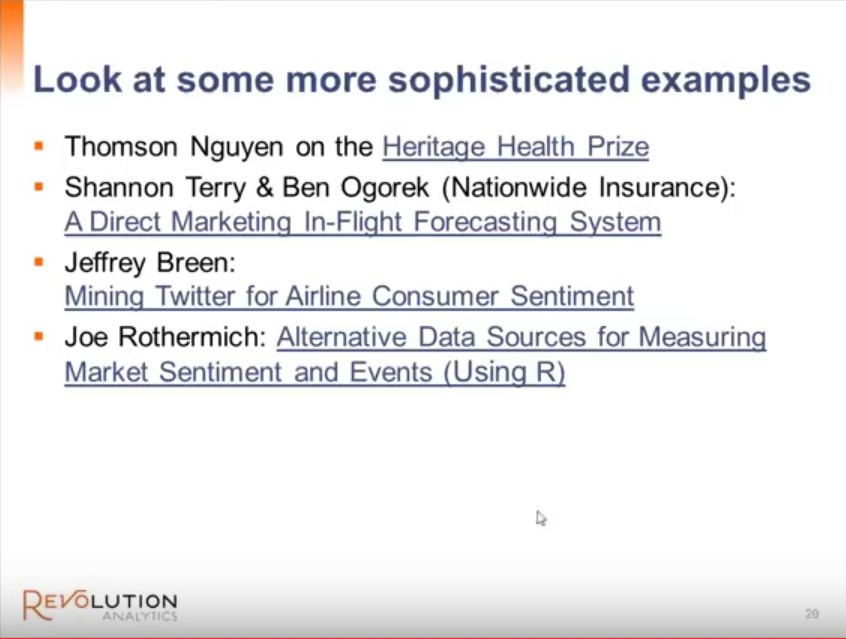 Look at some more sophisticated examples
Thomson Nguyen on the Heritage Health Prize
Shannon Terry & Ben Ogorek (Nationwide Insurance):
A Direct Marketing In-Flight Forecasting System
Jeffrey Breen:
Mining Twitter for Airline Consumer Sentiment
Joe Rothermich: Alternative Data Sources for Measuring
Market Sentiment and Events (Using R)
REVOLUTION
ANALYTICS
20